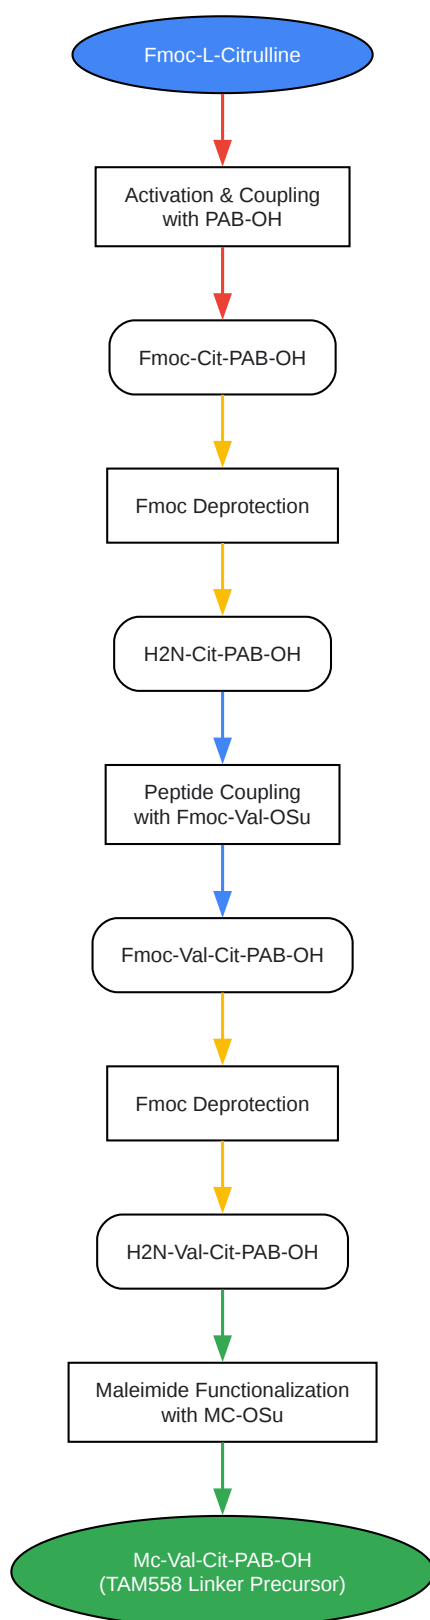 Fmoc-L-Citrulline
Activation & Coupling
with PAB-OH
Fmoc-Cit-PAB-OH
Fmoc Deprotection
H2N-Cit-PAB-OH
Peptide Coupling
with Fmoc-Val-OSu
Fmoc-Val-Cit-PAB-OH
Fmoc Deprotection
H2N-Val-Cit-PAB-OH
Maleimide Functionalization
with MC-OSu
Mc-Val-Cit-PAB-OH
(TAM558 Linker Precursor)